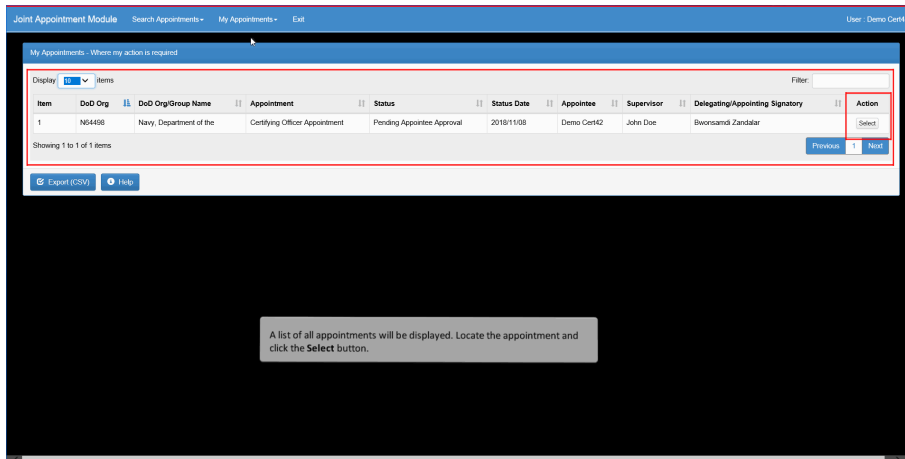 Joint Appointment Module Search Appointments My Appointments Exit User : Demo Cert4
My Appointments - Where my action is required
Display 10 items Filter:
Item DoD Org DoD Org/Group Name Appointment Status Status Date Appointee Supervisor Delegating/Appointing Signatory Action
1 N64498 Navy, Department of the Certifying Officer Appointment Pending Appointee Approval 2018/11/08 Demo Cert42 John Doe Bwonsamdi Zandalar Select
Showing 1 to 1 of 1 items Previous 1 Next
Export (CSV) Help
A list of all appointments will be displayed. Locate the appointment and
click the Select button.